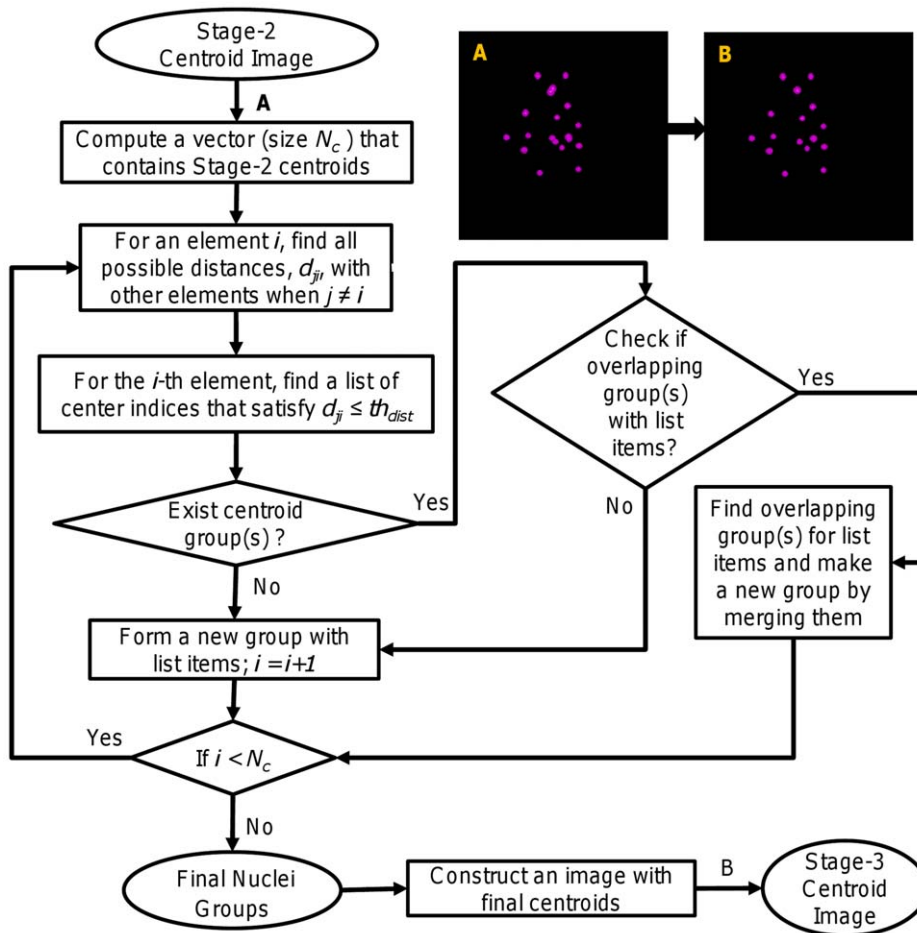 Stage-2
Centroid Image
A
Compute a vector (size N_c ) that
contains Stage-2 centroids
For an element i, find all
possible distances, d_ji, with
other elements when j ≠ i
For the i-th element, find a list of
center indices that satisfy d_ji ≤ th_dist
Exist centroid
group(s) ?
Yes
No
Form a new group with
list items; i = i+1
If i < N_c
Yes
No
Final Nuclei
Groups
Construct an image with
final centroids
B
Stage-3
Centroid
Image
A
B
Check if
overlapping
group(s)
with list
items?
Yes
No
Find overlapping
group(s) for list
items and make
a new group by
merging them